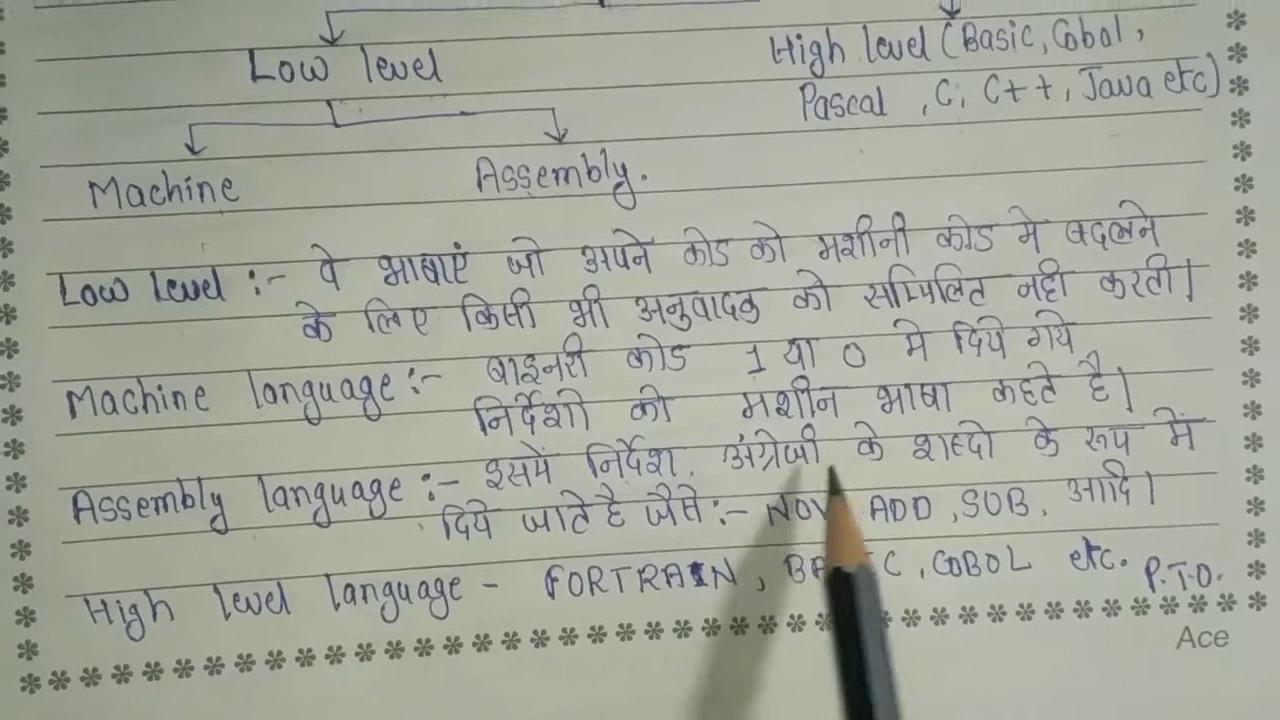 Low level
High level (Basic, Cobol,
Pascal , C, C++, Java etc)
Machine
Assembly.
Low level :- वे भाषाएं जो अपने कोड को मशीनी कोड मे बदलने
के लिए किसी भी अनुवादक को सम्मिलित नही करती।
Machine language :- बाइनरी कोड 1 या 0 मे दिये गये
निर्देशो को मशीन भाषा कहते है।
Assembly language :- इसमें निर्देश अंग्रेजी के शब्दो के रूप में
दिये जाते है जैसे :- ADD , SUB, आदि।
High level language - FORTRAIN, COBOL etc. P.T.O.
Ace